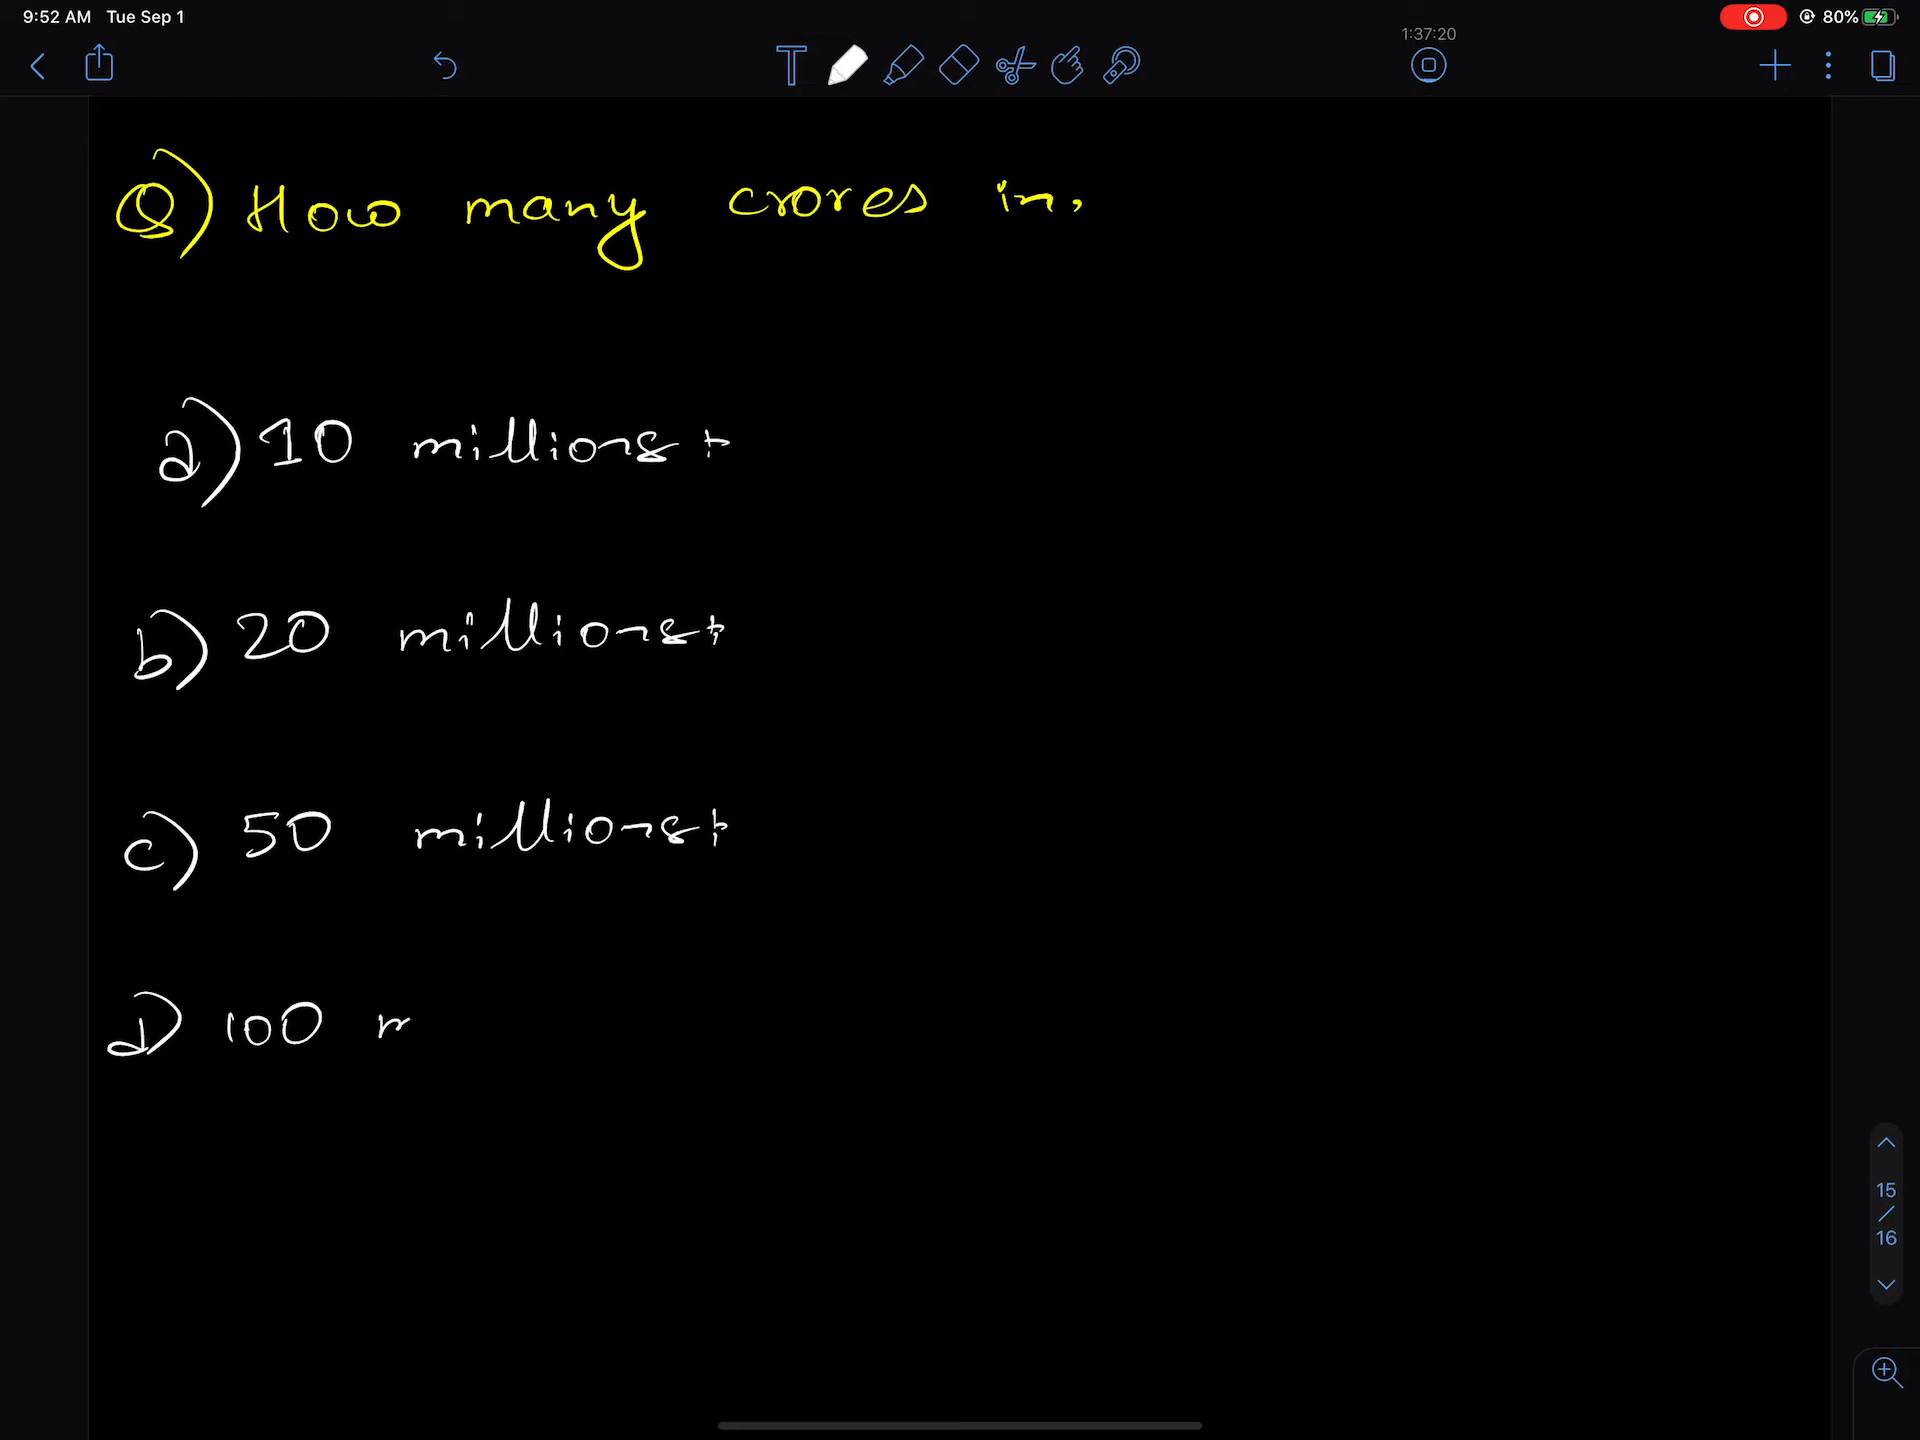 9:52 AM Tue Sep 1
80%
1:37:20
Q) How many crores in,
a) 10 millions
b) 20 millions
c) 50 millions
d) 100 m
15
/
16